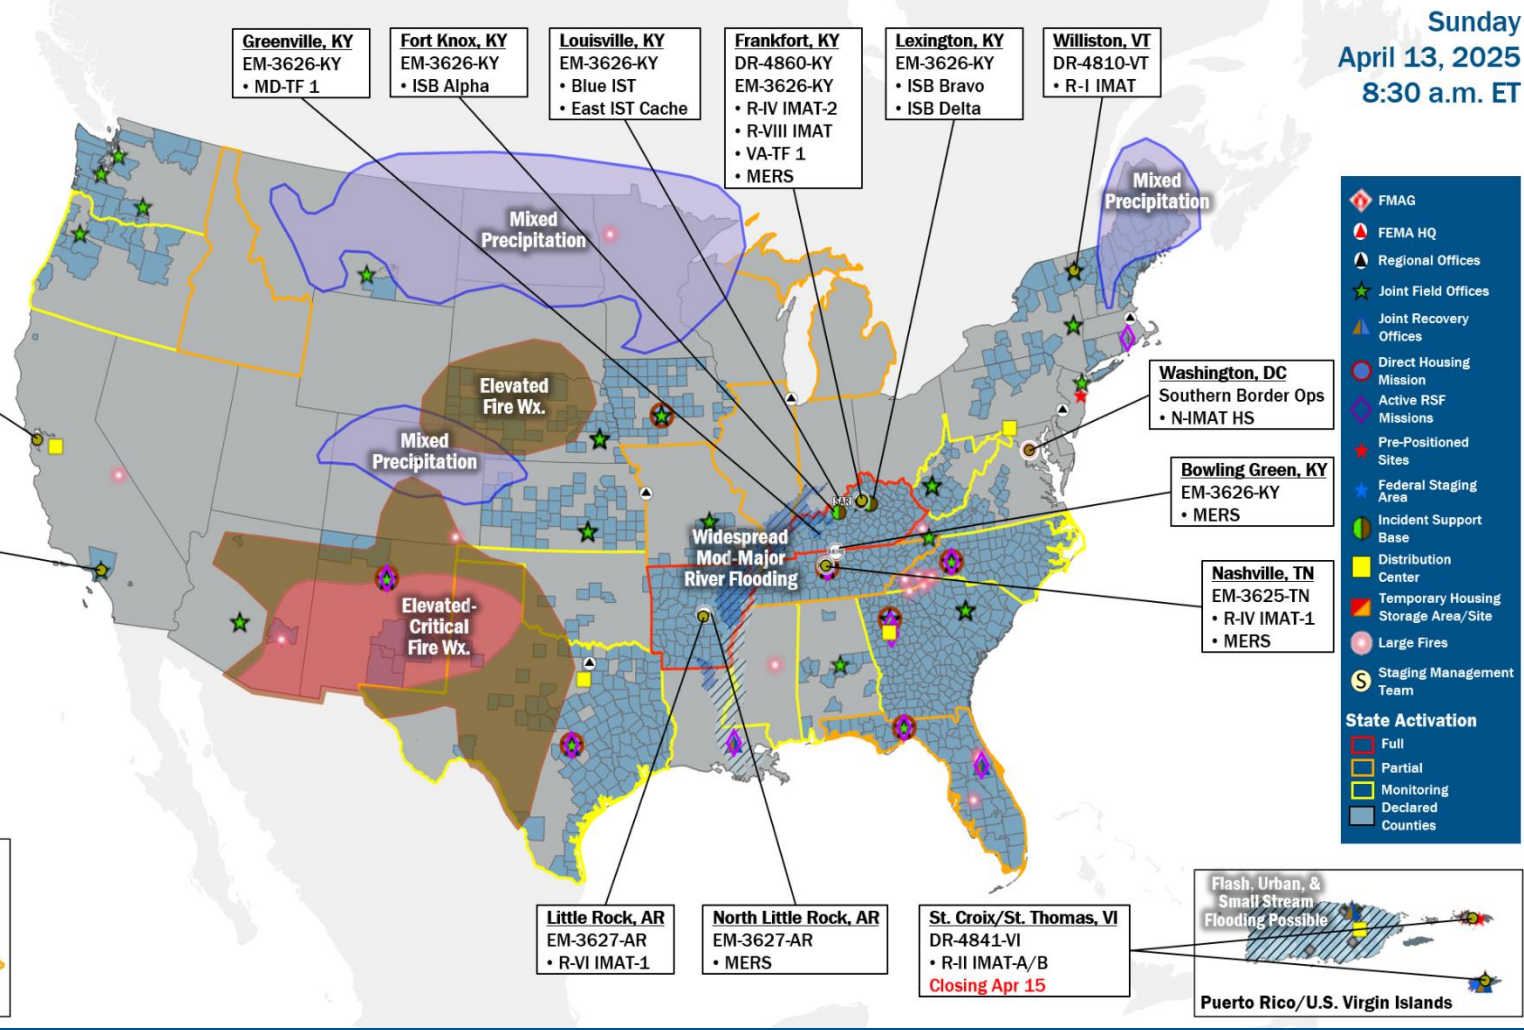 Sunday
April 13, 2025
8:30 a.m. ET
Greenville, KY
EM-3626-KY
• MD-TF 1
Fort Knox, KY
EM-3626-KY
• ISB Alpha
Louisville, KY
EM-3626-KY
• Blue IST
• East IST Cache
Frankfort, KY
DR-4860-KY
EM-3626-KY
• R-IV IMAT-2
• R-VIII IMAT
• VA-TF 1
• MERS
Lexington, KY
EM-3626-KY
• ISB Bravo
• ISB Delta
Williston, VT
DR-4810-VT
• R-I IMAT
Mixed
Precipitation
Mixed
Precipitation
Elevated
Fire Wx.
Mixed
Precipitation
Elevated-
Critical
Fire Wx.
Widespread
Mod-Major
River Flooding
SAR
MERS
Washington, DC
Southern Border Ops
• N-IMAT HS
Bowling Green, KY
EM-3626-KY
• MERS
Nashville, TN
EM-3625-TN
• R-IV IMAT-1
• MERS
Little Rock, AR
EM-3627-AR
• R-VI IMAT-1
North Little Rock, AR
EM-3627-AR
• MERS
St. Croix/St. Thomas, VI
DR-4841-VI
• R-II IMAT-A/B
Closing Apr 15
Flash, Urban, &
Small Stream
Flooding Possible
Puerto Rico/U.S. Virgin Islands
FMAG
FEMA HQ
Regional Offices
Joint Field Offices
Joint Recovery
Offices
Direct Housing
Mission
Active RSF
Missions
Pre-Positioned
Sites
Federal Staging
Area
Incident Support
Base
Distribution
Center
Temporary Housing
Storage Area/Site
Large Fires
S
Staging Management
Team
State Activation
Full
Partial
Monitoring
Declared
Counties